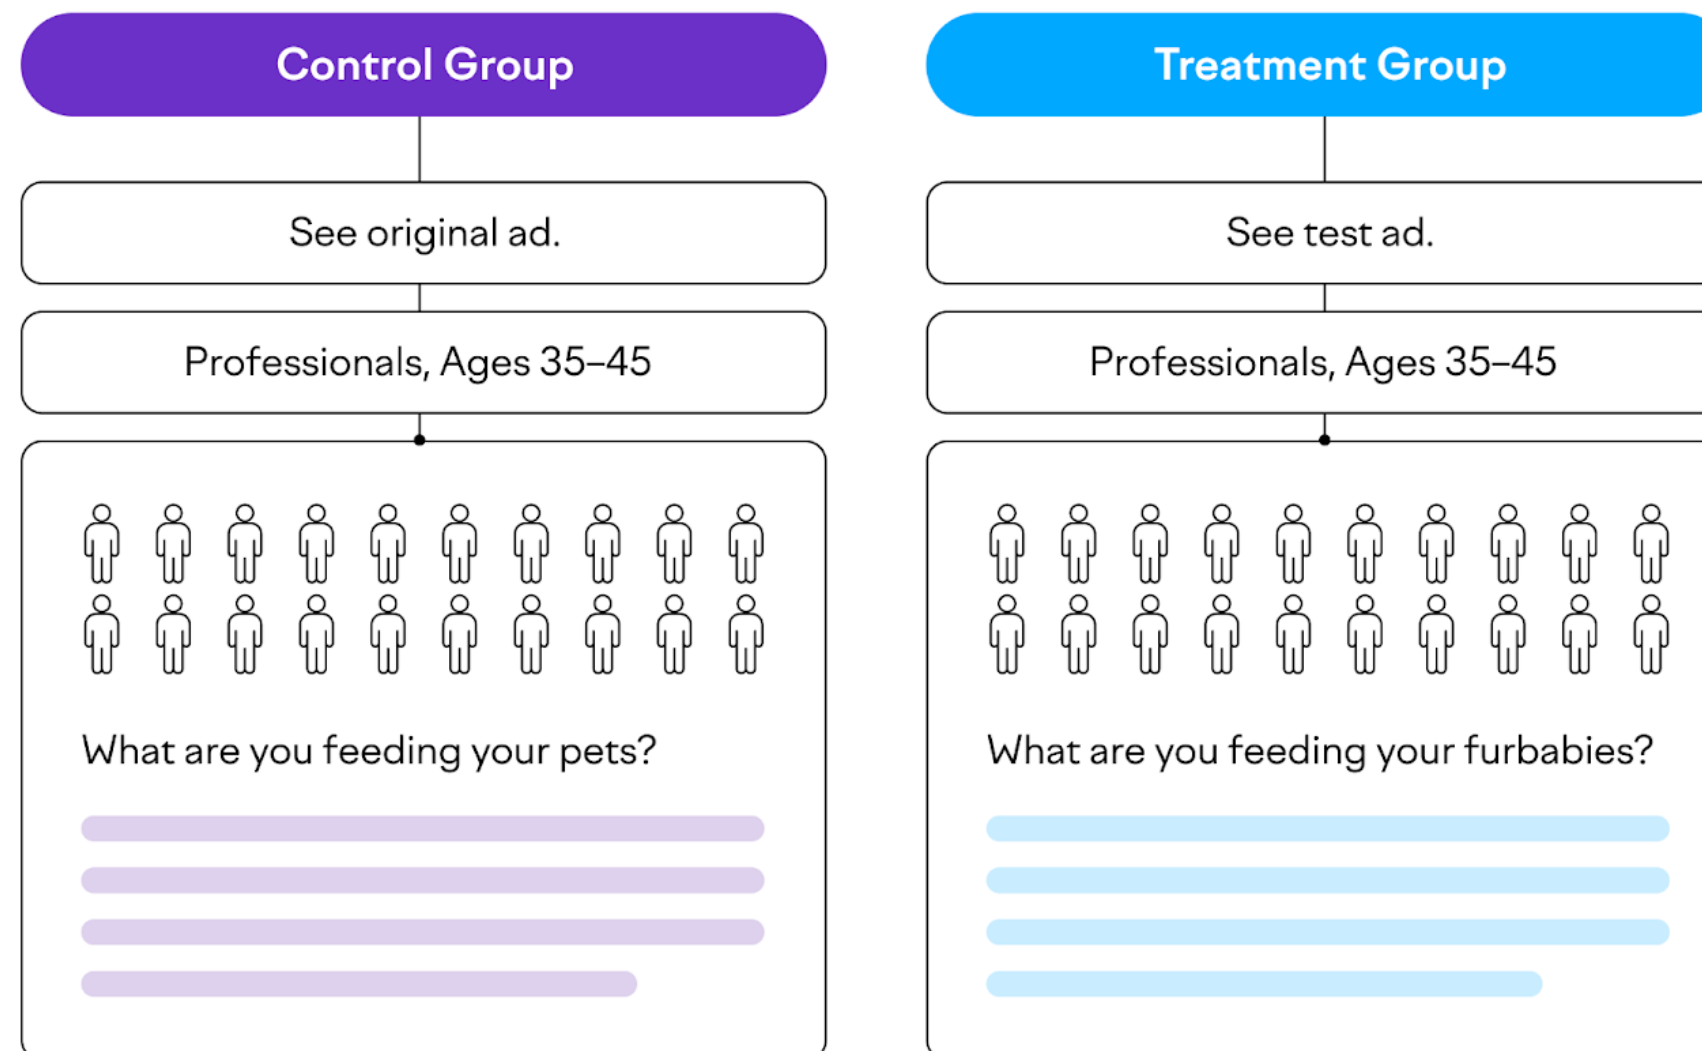 Control Group
See original ad.
Professionals, Ages 35–45
What are you feeding your pets?
Treatment Group
See test ad.
Professionals, Ages 35–45
What are you feeding your furbabies?